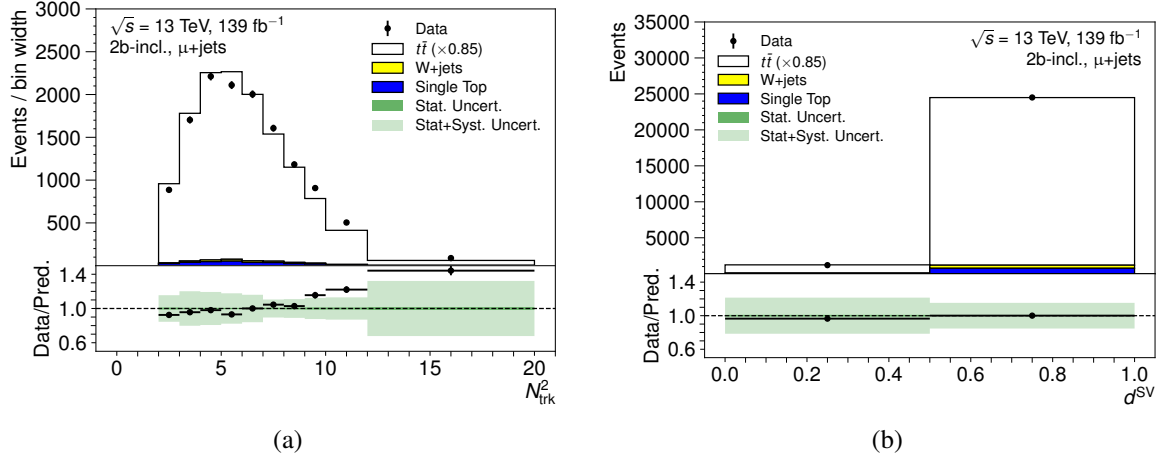 3000
2500
2000
1500
1000
500
Events / bin width
√s = 13 TeV, 139 fb⁻¹
2b-incl., μ+jets
Data
tt̄ (×0.85)
W+jets
Single Top
Stat. Uncert.
Stat+Syst. Uncert.
1.4
1.0
0.6
Data/Pred.
0 5 10 15 20
N²trk
(a)
35000
30000
25000
20000
15000
10000
5000
Events
Data
tt̄ (×0.85)
W+jets
Single Top
Stat. Uncert.
Stat+Syst. Uncert.
√s = 13 TeV, 139 fb⁻¹
2b-incl., μ+jets
1.4
1.0
0.6
Data/Pred.
0.0 0.2 0.4 0.6 0.8 1.0
dSV
(b)